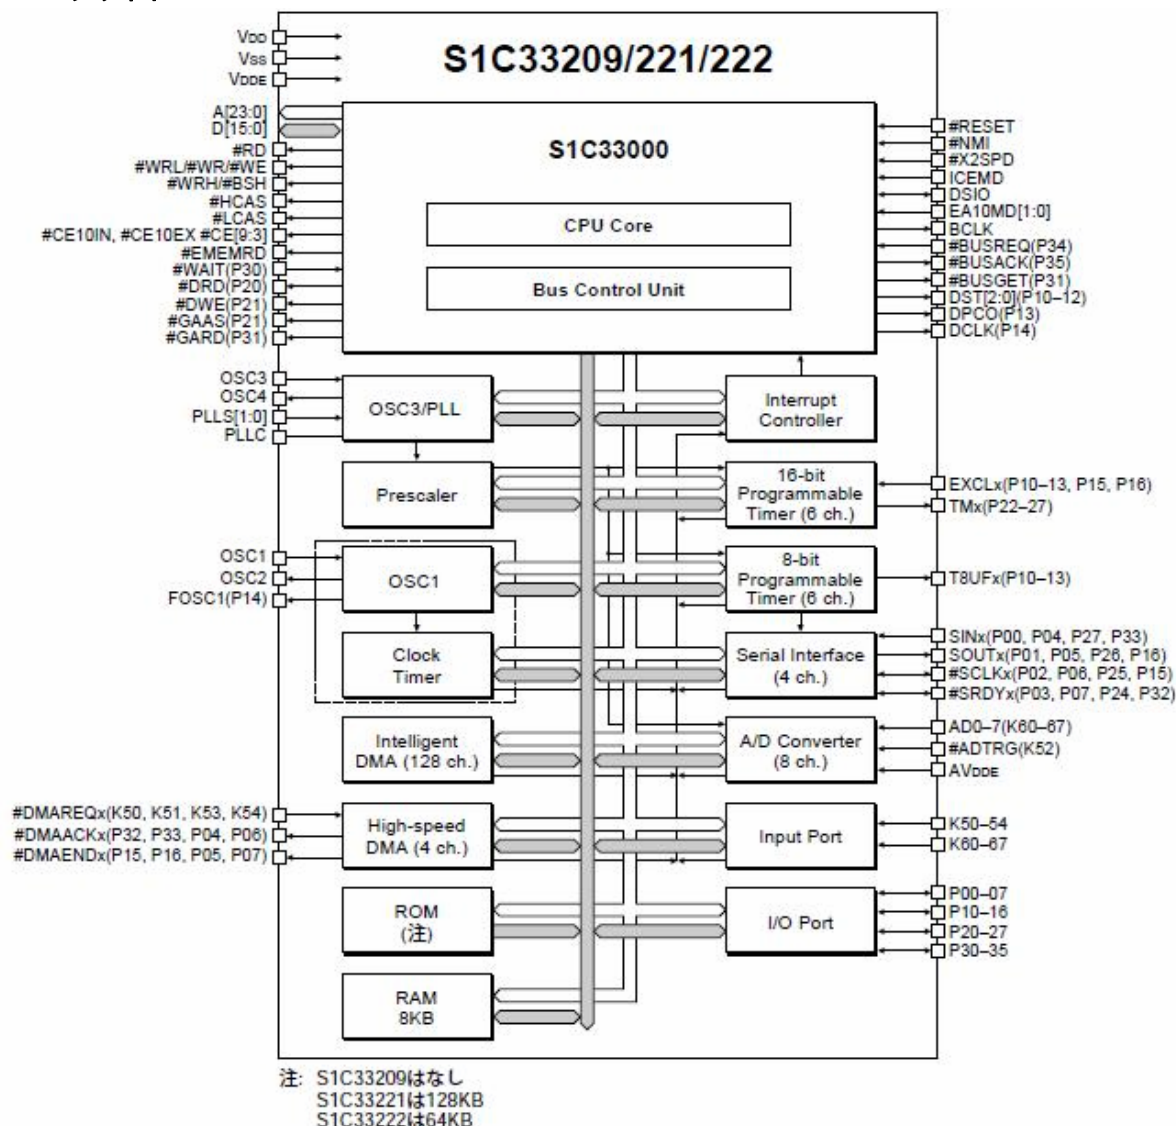 S1C33209/221/222
VDD
VSS
VDDE
A[23:0]
D[15:0]
#RD
#WRL/#WR/#WE
#WRH/#BSH
#HCAS
#LCAS
#CE10IN, #CE10EX #CE[9:3]
#EMEMRD
#WAIT(P30)
#DRD(P20)
#DWE(P21)
#GAAS(P21)
#GARD(P31)
S1C33000
CPU Core
Bus Control Unit
#RESET
#NMI
#X2SPD
ICEMD
DSIO
EA10MD[1:0]
BCLK
#BUSREQ(P34)
#BUSACK(P35)
#BUSGET(P31)
DST[2:0](P10–12)
DPCO(P13)
DCLK(P14)
OSC3
OSC4
PLLS[1:0]
PLLC
OSC3/PLL
Interrupt
Controller
Prescaler
16-bit
Programmable
Timer (6 ch.)
EXCLx(P10–13, P15, P16)
TMx(P22–27)
OSC1
OSC2
FOSC1(P14)
OSC1
8-bit
Programmable
Timer (6 ch.)
T8UFx(P10–13)
Clock
Timer
Serial Interface
(4 ch.)
SINx(P00, P04, P27, P33)
SOUTx(P01, P05, P26, P16)
#SCLKx(P02, P06, P25, P15)
#SRDYx(P03, P07, P24, P32)
Intelligent
DMA (128 ch.)
A/D Converter
(8 ch.)
AD0–7(K60–67)
#ADTRG(K52)
AVDDE
#DMAREQx(K50, K51, K53, K54)
#DMAACKx(P32, P33, P04, P06)
#DMAENDx(P15, P16, P05, P07)
High-speed
DMA (4 ch.)
Input Port
K50–54
K60–67
ROM
(注)
I/O Port
P00–07
P10–16
P20–27
P30–35
RAM
8KB
注: S1C33209はなし
S1C33221は128KB
S1C33222は64KB